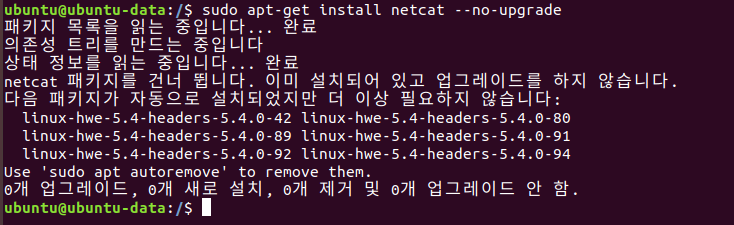 ubuntu@ubuntu-data:/$ sudo apt-get install netcat --no-upgrade
패키지 목록을 읽는 중입니다... 완료
의존성 트리를 만드는 중입니다
상태 정보를 읽는 중입니다... 완료
netcat 패키지를 건너 뜁니다. 이미 설치되어 있고 업그레이드를 하지 않습니다.
다음 패키지가 자동으로 설치되었지만 더 이상 필요하지 않습니다:
  linux-hwe-5.4-headers-5.4.0-42 linux-hwe-5.4-headers-5.4.0-80
  linux-hwe-5.4-headers-5.4.0-89 linux-hwe-5.4-headers-5.4.0-91
  linux-hwe-5.4-headers-5.4.0-92 linux-hwe-5.4-headers-5.4.0-94
Use 'sudo apt autoremove' to remove them.
0개 업그레이드, 0개 새로 설치, 0개 제거 및 0개 업그레이드 안 함.
ubuntu@ubuntu-data:/$